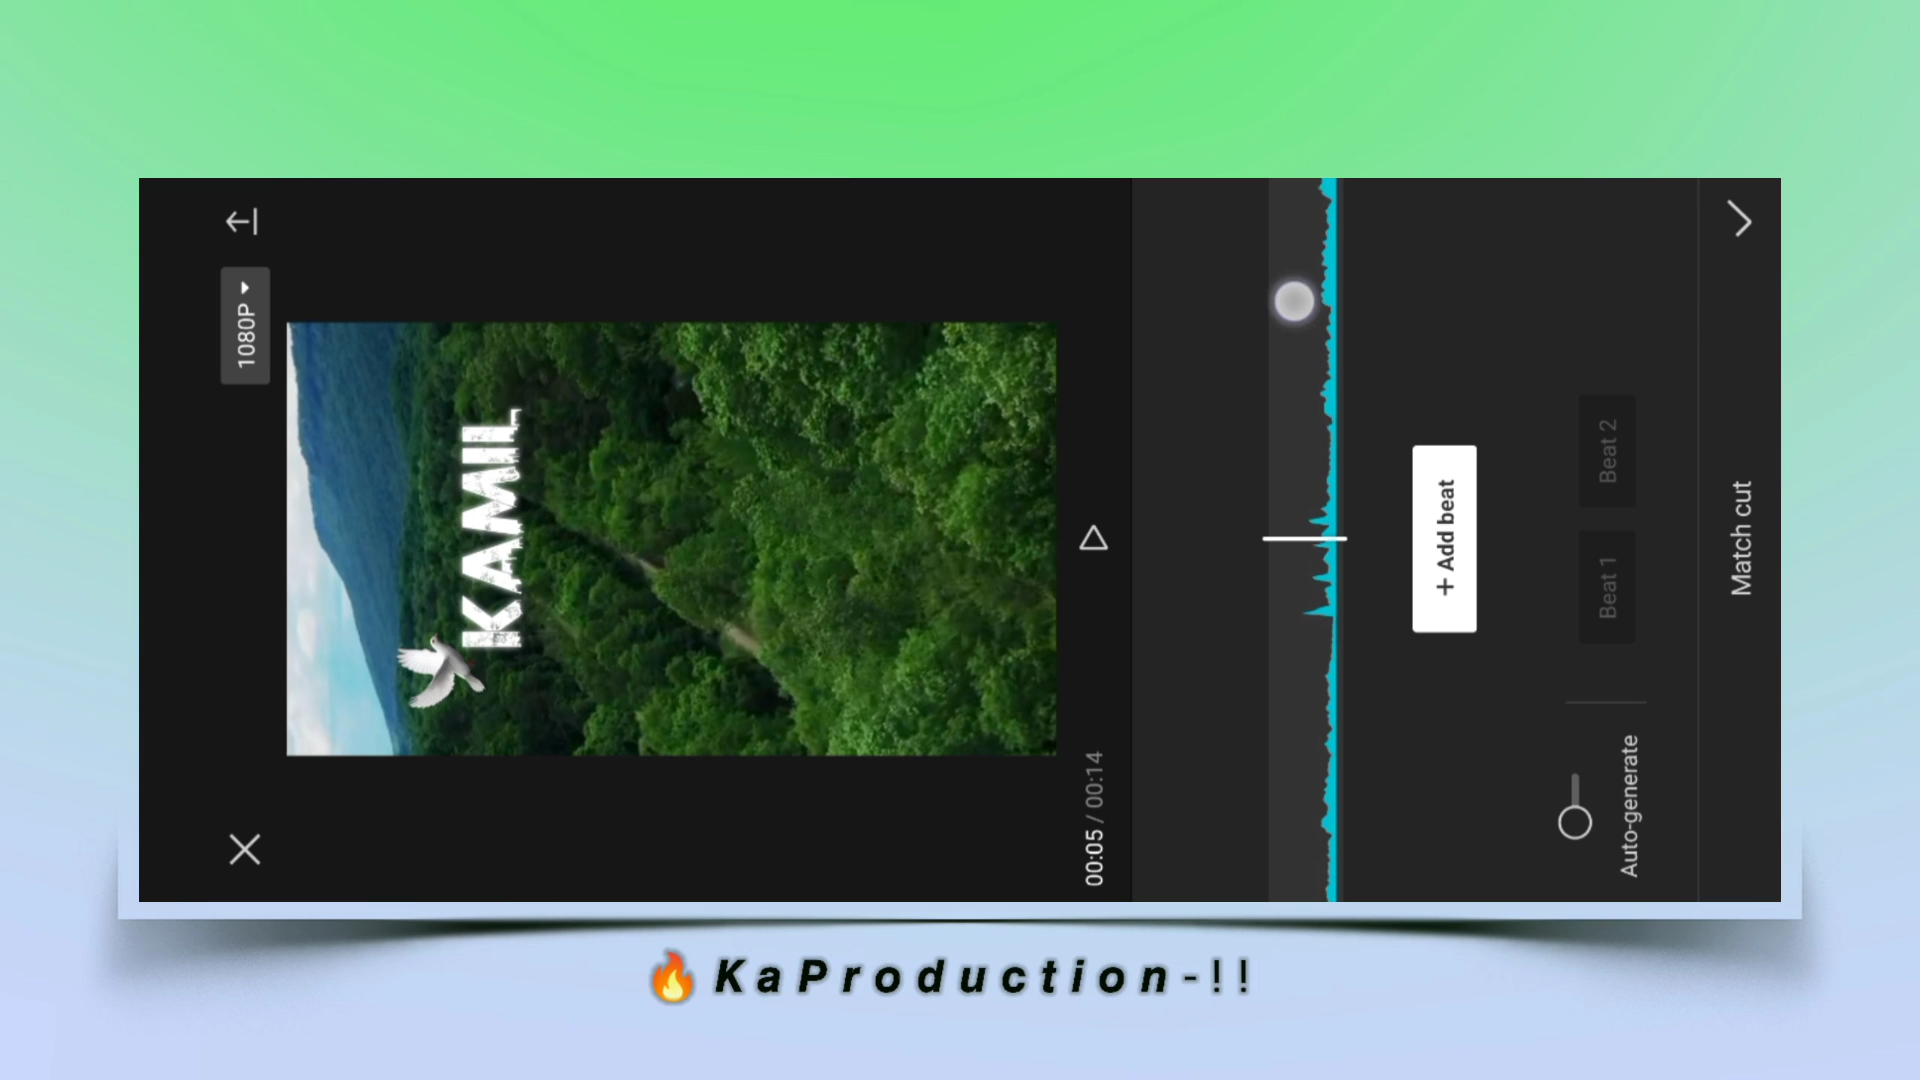 1080P
KAMIL
00:05 / 00:14
+ Add beat
Auto-generate
Beat 1
Beat 2
Match cut
🔥 KaProduction-!!